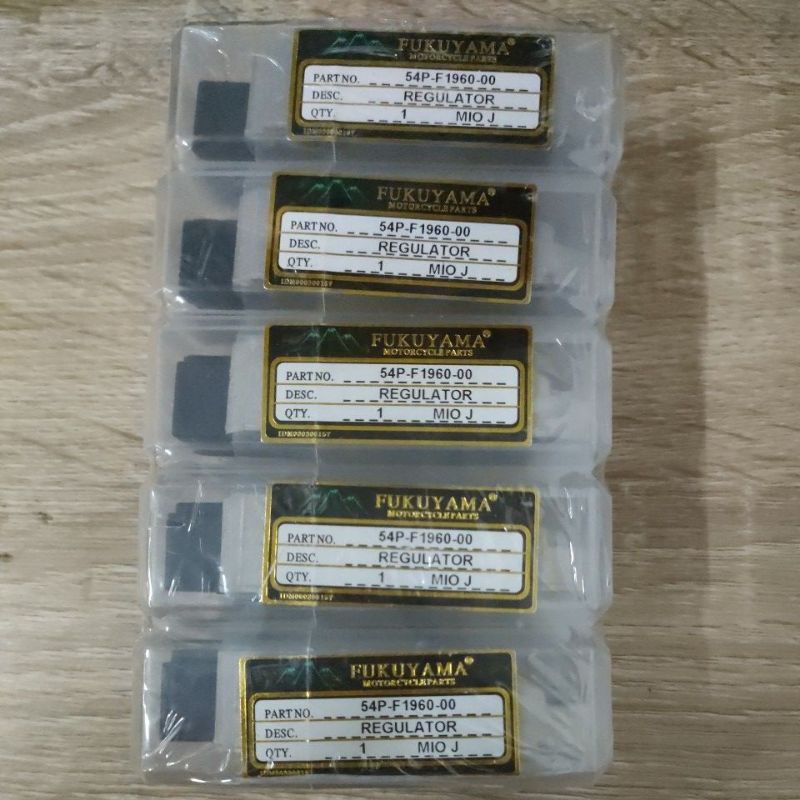 FUKUYAMA®
MOTORCYCLE PARTS
PART NO. 54P-F1960-00
DESC. REGULATOR
QTY. 1 MIO J
FUKUYAMA®
MOTORCYCLE PARTS
PART NO. 54P-F1960-00
DESC. REGULATOR
QTY. 1 MIO J
FUKUYAMA®
MOTORCYCLE PARTS
PART NO. 54P-F1960-00
DESC. REGULATOR
QTY. 1 MIO J
FUKUYAMA®
MOTORCYCLE PARTS
PART NO. 54P-F1960-00
DESC. REGULATOR
QTY. 1 MIO J
FUKUYAMA®
MOTORCYCLE PARTS
PART NO. 54P-F1960-00
DESC. REGULATOR
QTY. 1 MIO J